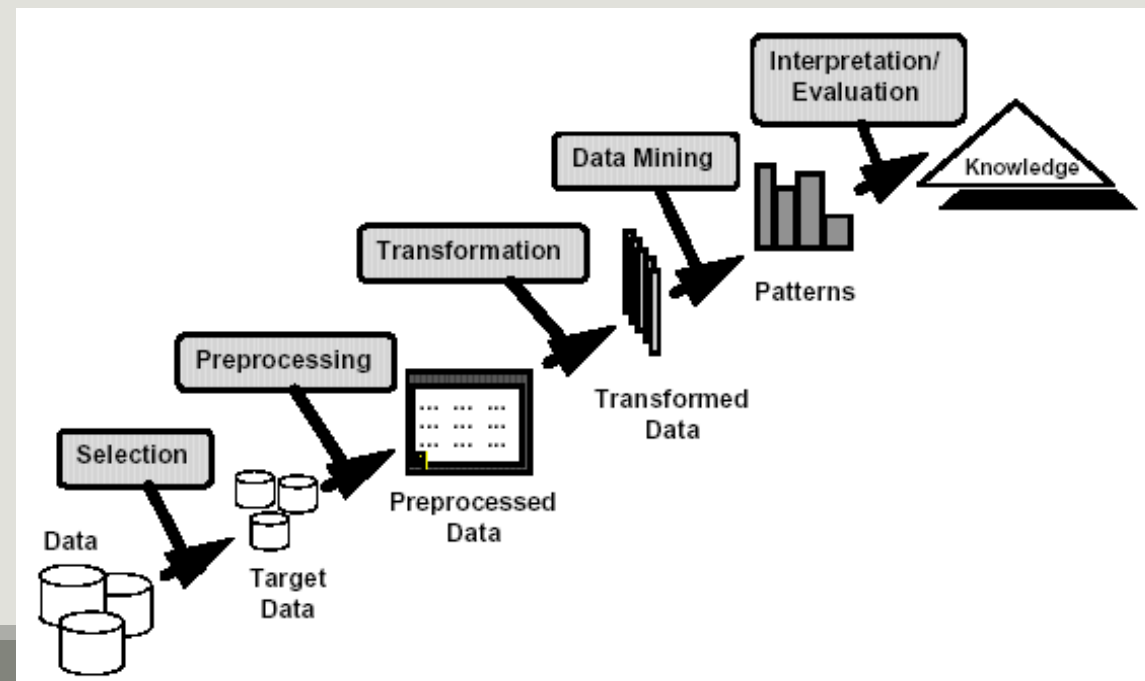 Interpretation/
Evaluation
Knowledge
Data Mining
Patterns
Transformation
Transformed
Data
Preprocessing
... ... ...
... ... ...
... ... ...
Preprocessed
Data
Selection
Target
Data
Data